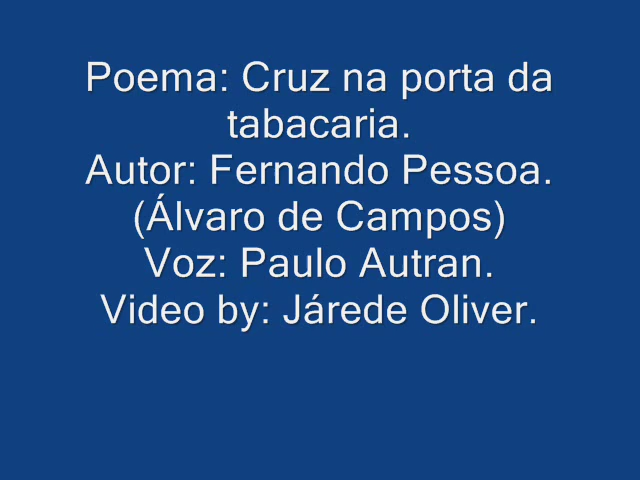 Poema: Cruz na porta da
tabacaria.
Autor: Fernando Pessoa.
(Álvaro de Campos)
Voz: Paulo Autran.
Video by: Járede Oliver.